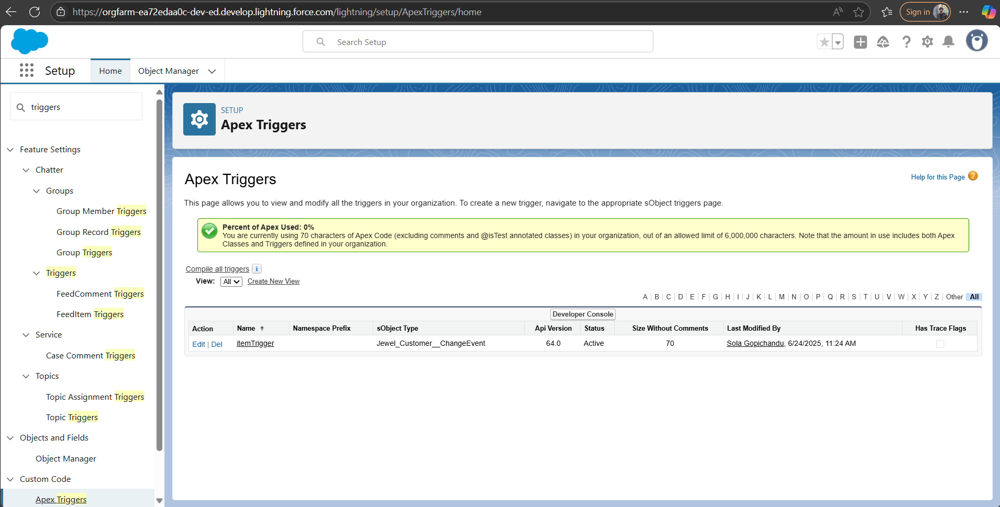 https://orgfarm-ea72edaa0c-dev-ed.develop.lightning.force.com/lightning/setup/ApexTriggers/home
Sign in
Search Setup
Setup
Home
Object Manager
triggers
Feature Settings
Chatter
Groups
Group Member Triggers
Group Record Triggers
Group Triggers
Triggers
FeedComment Triggers
FeedItem Triggers
Service
Case Comment Triggers
Topics
Topic Assignment Triggers
Topic Triggers
Objects and Fields
Object Manager
Custom Code
Apex Triggers
SETUP
Apex Triggers
Apex Triggers
Help for this Page ?
This page allows you to view and modify all the triggers in your organization. To create a new trigger, navigate to the appropriate sObject triggers page.
Percent of Apex Used: 0%
You are currently using 70 characters of Apex Code (excluding comments and @isTest annotated classes) in your organization, out of an allowed limit of 6,000,000 characters. Note that the amount in use includes both Apex
Classes and Triggers defined in your organization.
Compile all triggers i
View: All Create New View
A | B | C | D | E | F | G | H | I | J | K | L | M | N | O | P | Q | R | S | T | U | V | W | X | Y | Z | Other All
Developer Console
Action Name Namespace Prefix sObject Type Api Version Status Size Without Comments Last Modified By Has Trace Flags
Edit | Del itemTrigger Jewel_Customer__ChangeEvent 64.0 Active 70 Sola Gopichandu, 6/24/2025, 11:24 AM